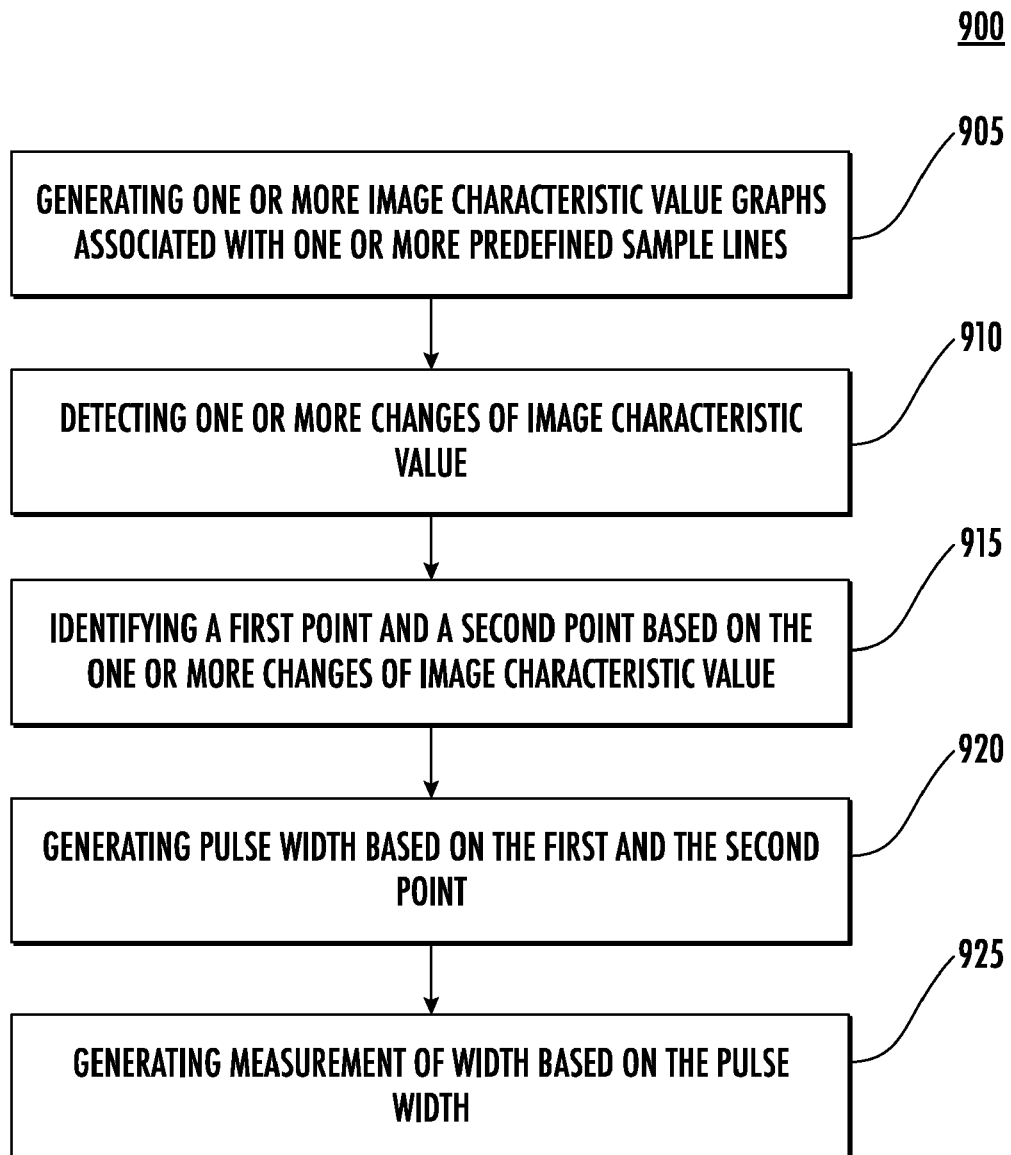 900
905
GENERATING ONE OR MORE IMAGE CHARACTERISTIC VALUE GRAPHS
ASSOCIATED WITH ONE OR MORE PREDEFINED SAMPLE LINES
910
DETECTING ONE OR MORE CHANGES OF IMAGE CHARACTERISTIC
VALUE
915
IDENTIFYING A FIRST POINT AND A SECOND POINT BASED ON THE
ONE OR MORE CHANGES OF IMAGE CHARACTERISTIC VALUE
920
GENERATING PULSE WIDTH BASED ON THE FIRST AND THE SECOND
POINT
925
GENERATING MEASUREMENT OF WIDTH BASED ON THE PULSE
WIDTH